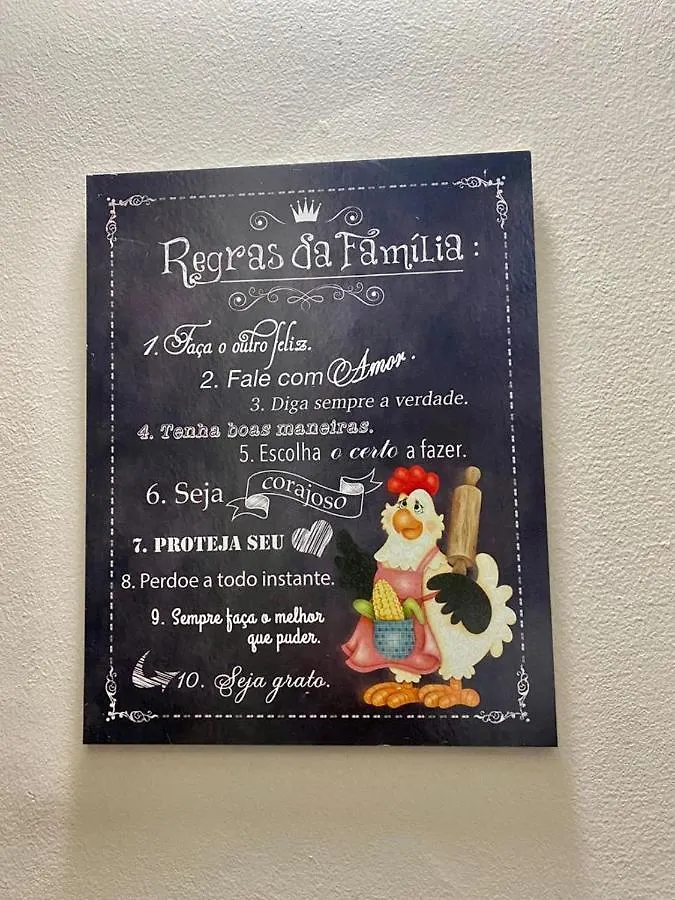 Regras da Família:
1. Faça o outro feliz.
2. Fale com Amor.
3. Diga sempre a verdade.
4. Tenha boas maneiras.
5. Escolha o certo a fazer.
6. Seja corajoso
7. PROTEJA SEU
8. Perdoe a todo instante.
9. Sempre faça o melhor
que puder.
10. Seja grato.